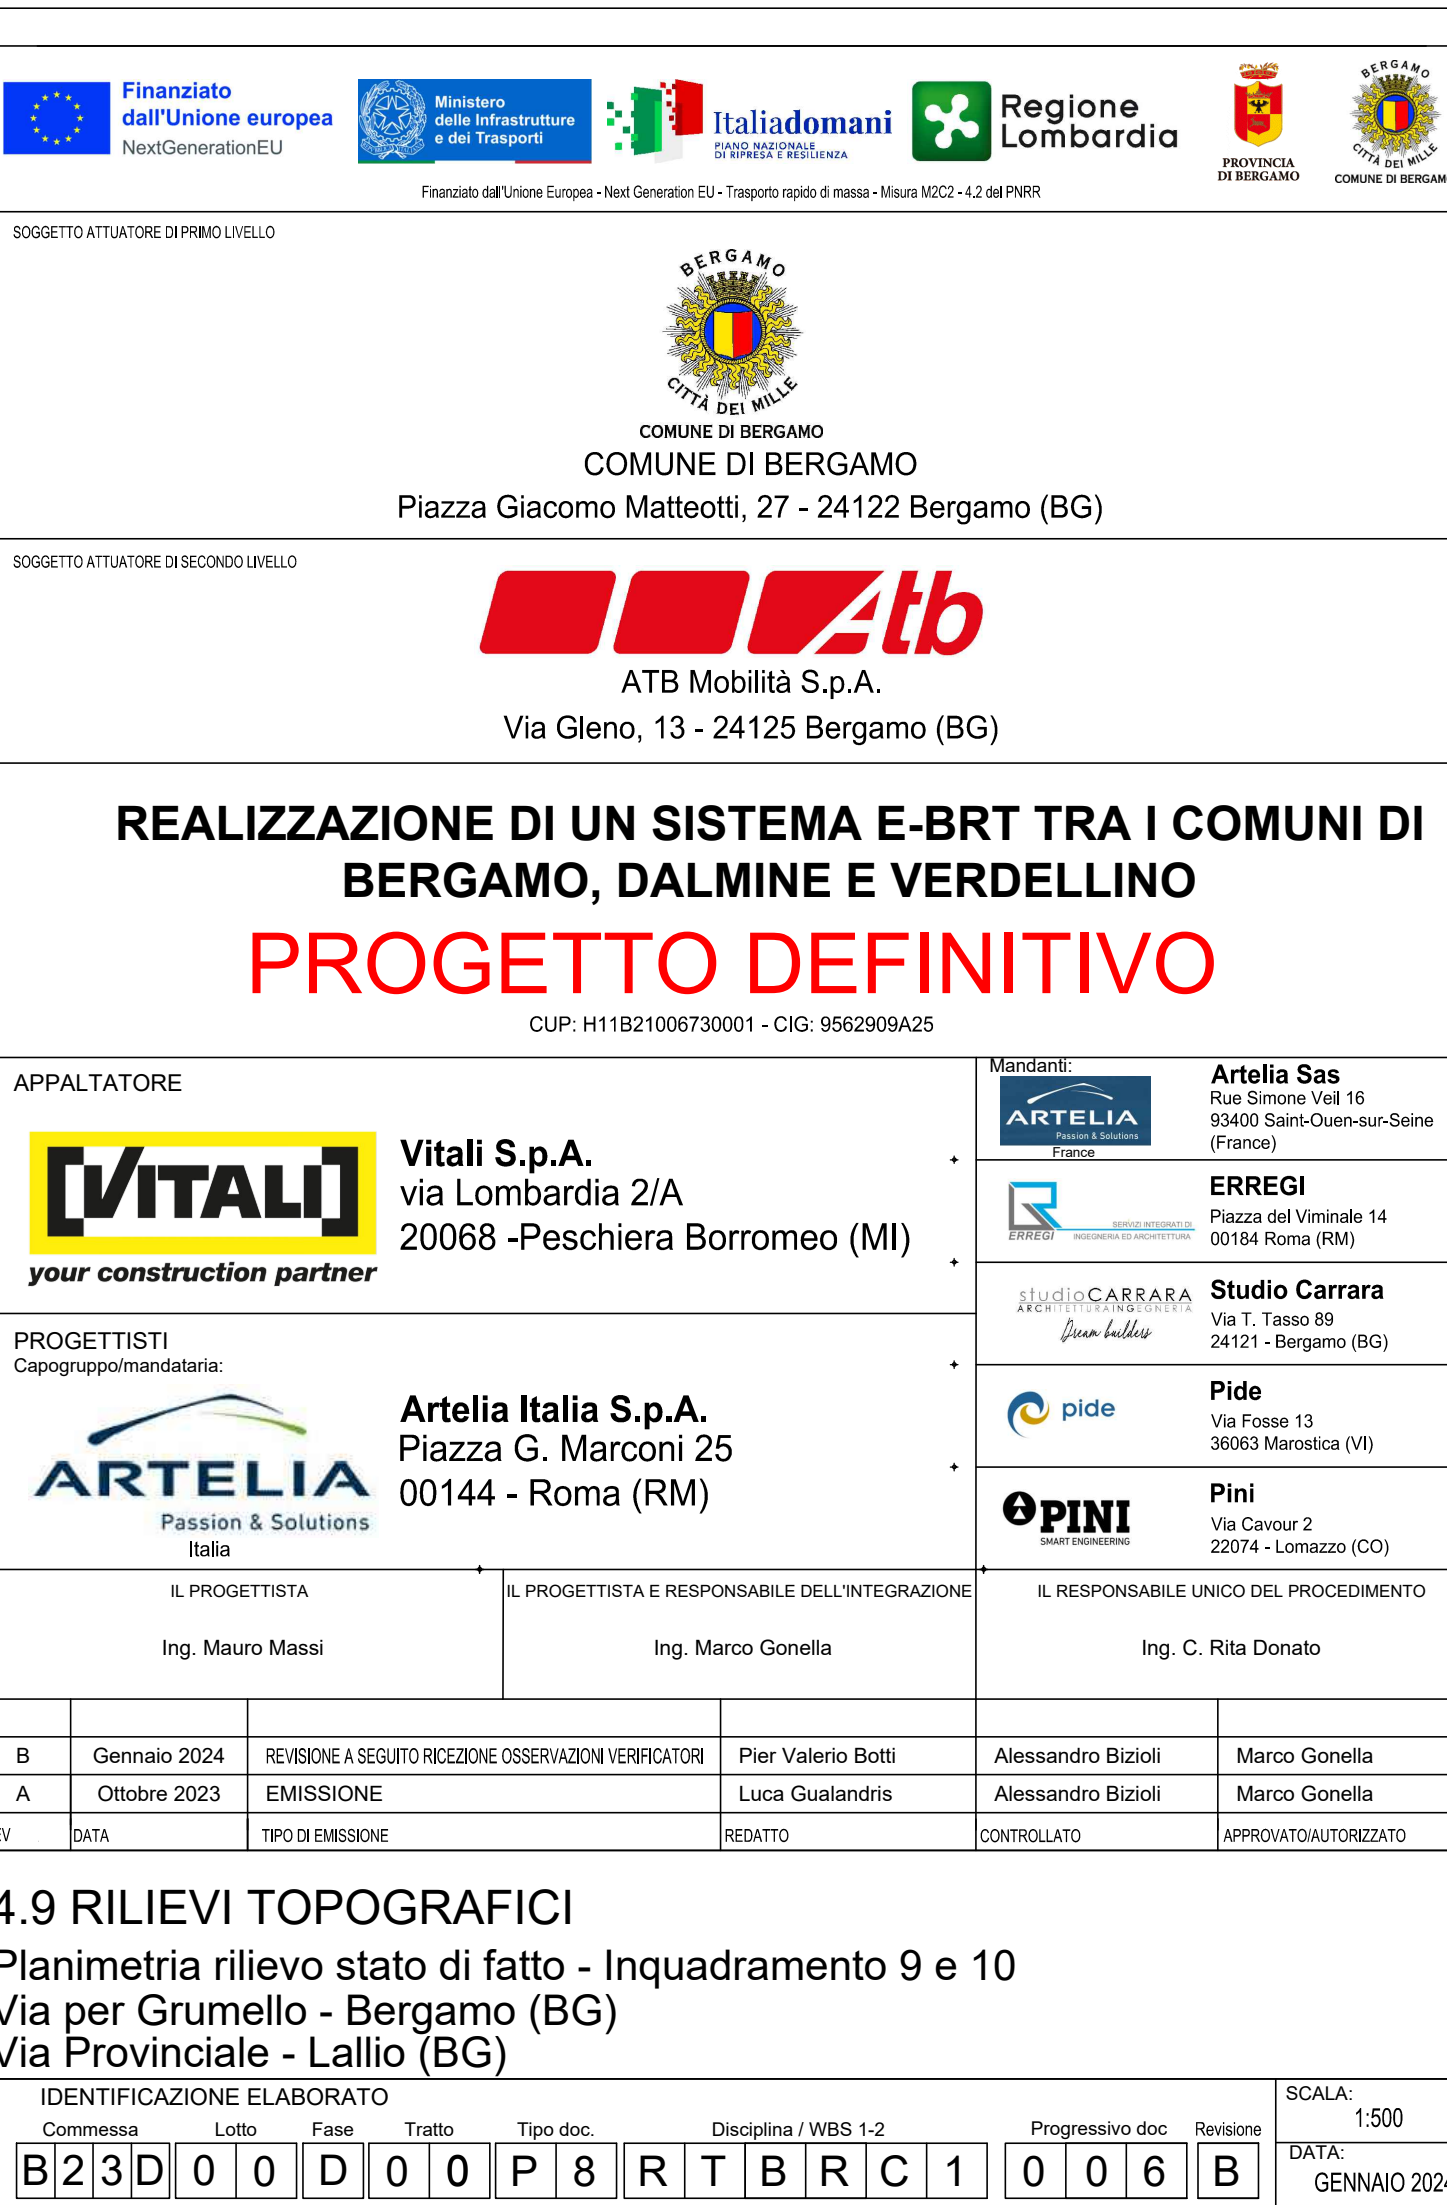 Finanziato
dall'Unione europea
NextGenerationEU
Ministero
delle Infrastrutture
e dei Trasporti
Italiadomani
PIANO NAZIONALE
DI RIPRESA E RESILIENZA
Regione
Lombardia
PROVINCIA
DI BERGAMO
BERGAMO
CITTÀ DEI MILLE
COMUNE DI BERGAM
Finanziato dall'Unione Europea - Next Generation EU - Trasporto rapido di massa - Misura M2C2 - 4.2 del PNRR
SOGGETTO ATTUATORE DI PRIMO LIVELLO
BERGAMO
CITTÀ DEI MILLE
COMUNE DI BERGAMO
COMUNE DI BERGAMO
Piazza Giacomo Matteotti, 27 - 24122 Bergamo (BG)
SOGGETTO ATTUATORE DI SECONDO LIVELLO
Atb
ATB Mobilità S.p.A.
Via Gleno, 13 - 24125 Bergamo (BG)
REALIZZAZIONE DI UN SISTEMA E-BRT TRA I COMUNI DI
BERGAMO, DALMINE E VERDELLINO
PROGETTO DEFINITIVO
CUP: H11B21006730001 - CIG: 9562909A25
APPALTATORE
[VITALI]
your construction partner
Vitali S.p.A.
via Lombardia 2/A
20068 -Peschiera Borromeo (MI)
PROGETTISTI
Capogruppo/mandataria:
ARTELIA
Passion & Solutions
Italia
Artelia Italia S.p.A.
Piazza G. Marconi 25
00144 - Roma (RM)
Mandanti:
ARTELIA
Passion & Solutions
France
Artelia Sas
Rue Simone Veil 16
93400 Saint-Ouen-sur-Seine
(France)
ERREGI
SERVIZI INTEGRATI DI
INGEGNERIA ED ARCHITETTURA
ERREGI
Piazza del Viminale 14
00184 Roma (RM)
studioCARRARA
ARCHITETTURAINGEGNERIA
Dream builders
Studio Carrara
Via T. Tasso 89
24121 - Bergamo (BG)
pide
Pide
Via Fosse 13
36063 Marostica (VI)
PINI
SMART ENGINEERING
Pini
Via Cavour 2
22074 - Lomazzo (CO)
IL PROGETTISTA
Ing. Mauro Massi
IL PROGETTISTA E RESPONSABILE DELL'INTEGRAZIONE
Ing. Marco Gonella
IL RESPONSABILE UNICO DEL PROCEDIMENTO
Ing. C. Rita Donato
B Gennaio 2024 REVISIONE A SEGUITO RICEZIONE OSSERVAZIONI VERIFICATORI Pier Valerio Botti Alessandro Bizioli Marco Gonella
A Ottobre 2023 EMISSIONE Luca Gualandris Alessandro Bizioli Marco Gonella
EV DATA TIPO DI EMISSIONE REDATTO CONTROLLATO APPROVATO/AUTORIZZATO
4.9 RILIEVI TOPOGRAFICI
Planimetria rilievo stato di fatto - Inquadramento 9 e 10
Via per Grumello - Bergamo (BG)
Via Provinciale - Lallio (BG)
IDENTIFICAZIONE ELABORATO
Commessa Lotto Fase Tratto Tipo doc. Disciplina / WBS 1-2 Progressivo doc Revisione
B 2 3 D 0 0 D 0 0 P 8 R T B R C 1 0 0 6 B
SCALA:
1:500
DATA:
GENNAIO 2024